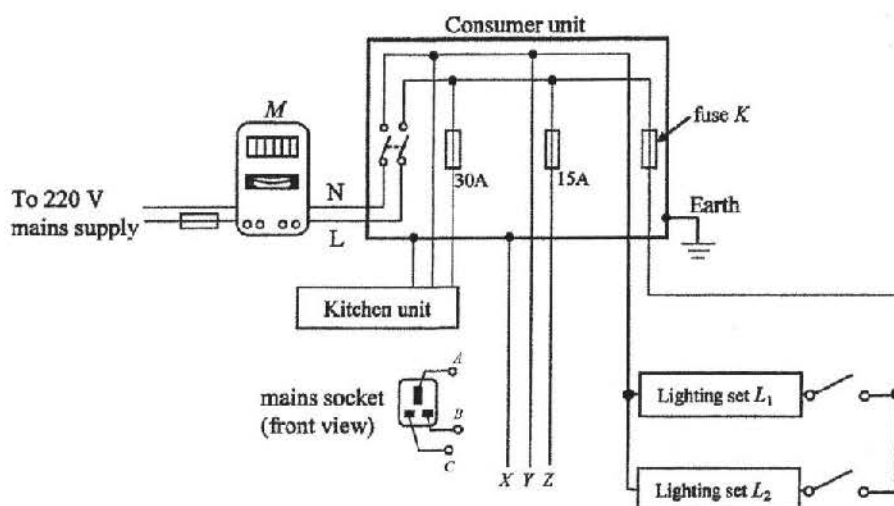 Consumer unit
M
fuse K
30A
15A
To 220 V
mains supply
N
L
Earth
Kitchen unit
mains socket
(front view)
A
B
C
X Y Z
Lighting set L₁
Lighting set L₂